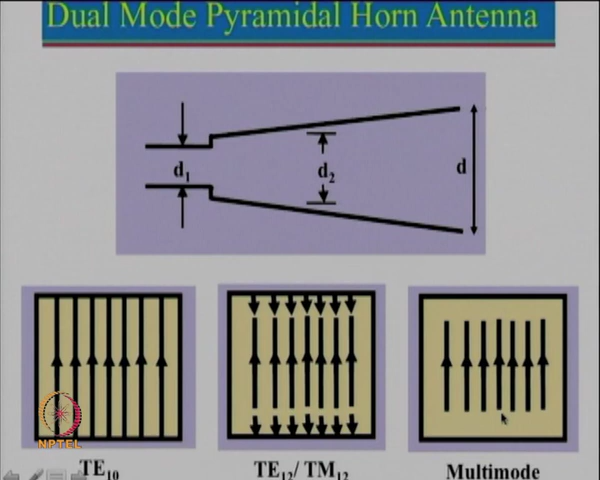 Dual Mode Pyramidal Horn Antenna
d₁
d₂
d
NPTEL
TE₁₀
TE₁₂/ TM₁₂
Multimode